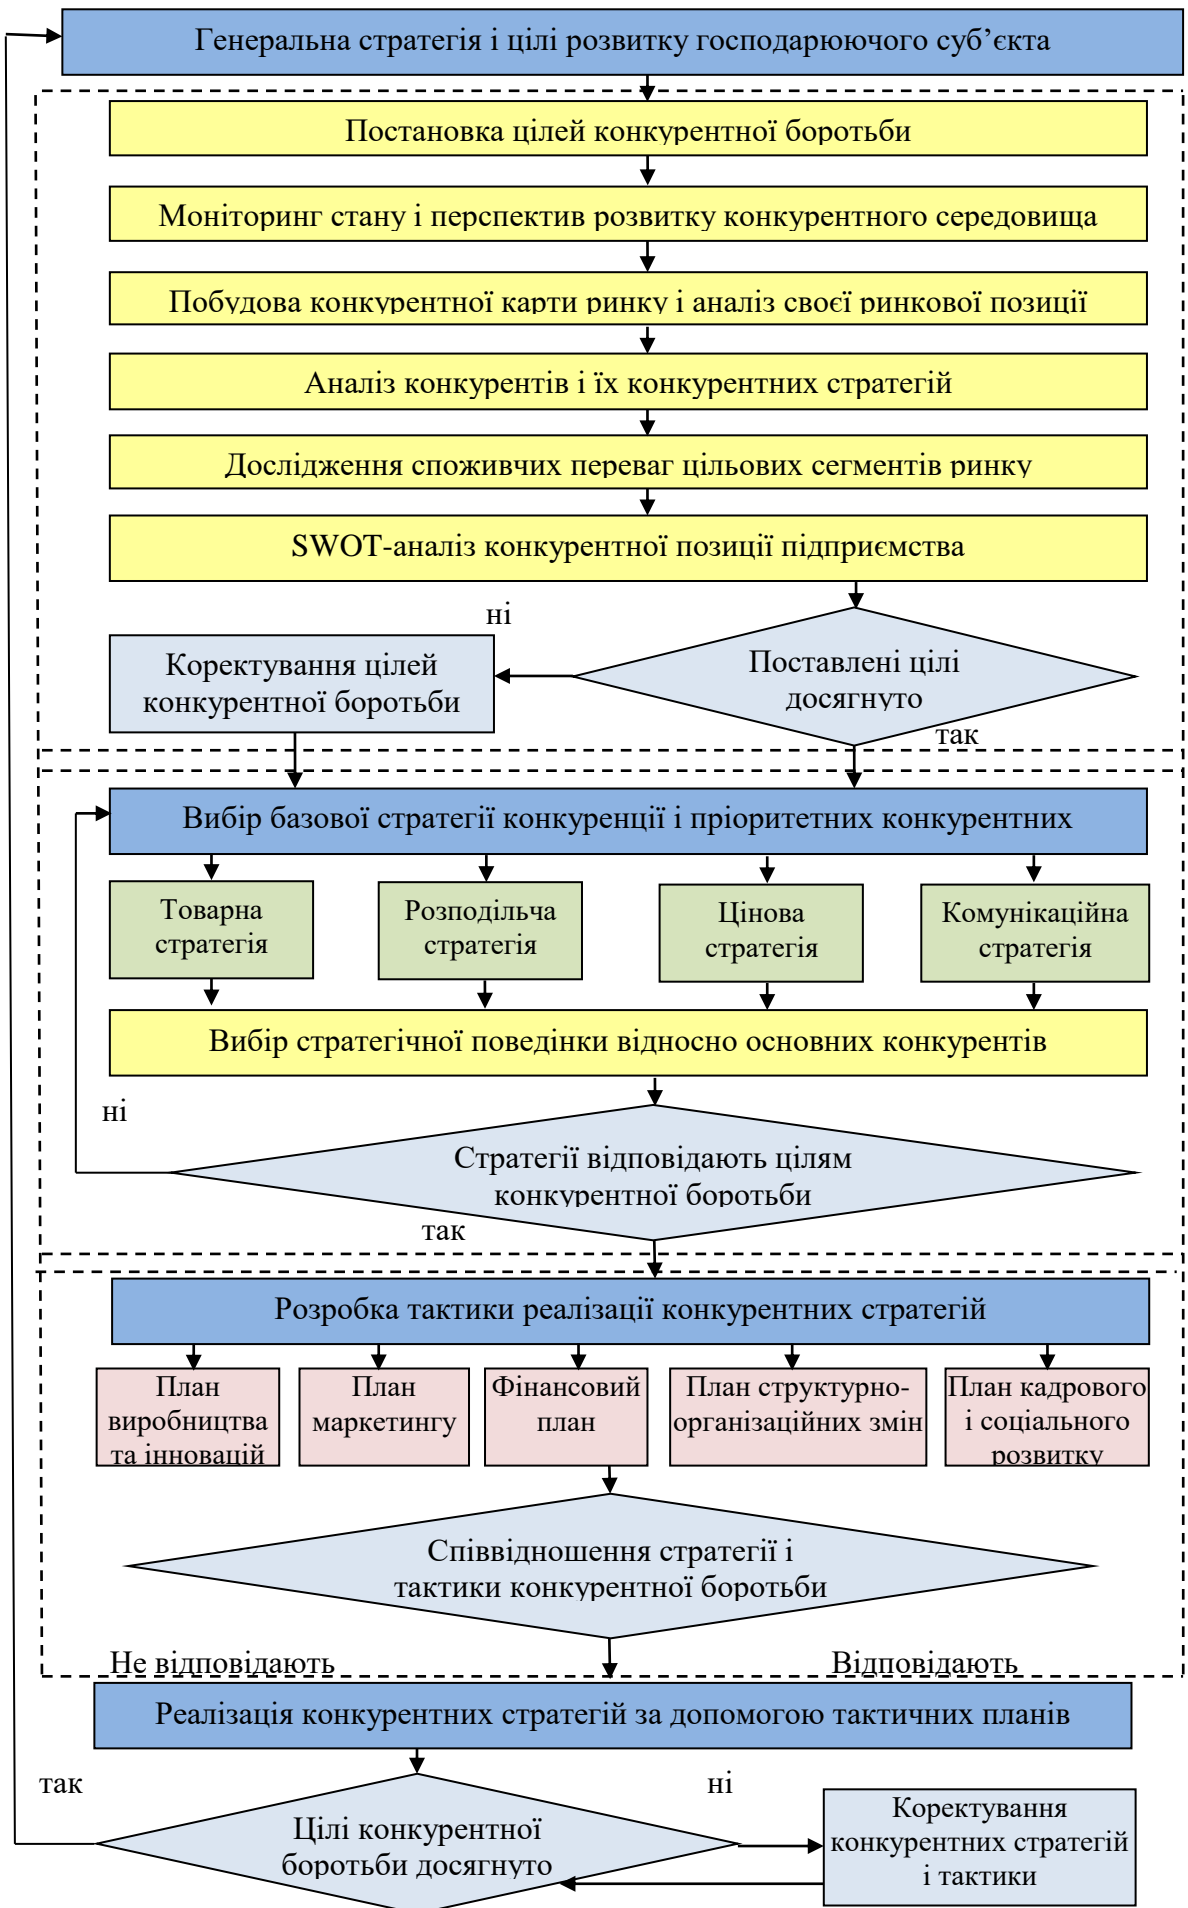 Генеральна стратегія і цілі розвитку господарюючого суб’єкта
Постановка цілей конкурентної боротьби
Моніторинг стану і перспектив розвитку конкурентного середовища
Побудова конкурентної карти ринку і аналіз своєї ринкової позиції
Аналіз конкурентів і їх конкурентних стратегій
Дослідження споживчих переваг цільових сегментів ринку
SWOT-аналіз конкурентної позиції підприємства
ні
Коректування цілей
конкурентної боротьби
Поставлені цілі
досягнуто
так
Вибір базової стратегії конкуренції і пріоритетних конкурентних
Товарна
стратегія
Розподільча
стратегія
Цінова
стратегія
Комунікаційна
стратегія
Вибір стратегічної поведінки відносно основних конкурентів
ні
Стратегії відповідають цілям
конкурентної боротьби
так
Розробка тактики реалізації конкурентних стратегій
План
виробництва
та інновацій
План
маркетингу
Фінансовий
план
План структурно-
організаційних змін
План кадрового
і соціального
розвитку
Співвідношення стратегії і
тактики конкурентної боротьби
Не відповідають
Відповідають
Реалізація конкурентних стратегій за допомогою тактичних планів
так
ні
Цілі конкурентної
боротьби досягнуто
Коректування
конкурентних стратегій
і тактики